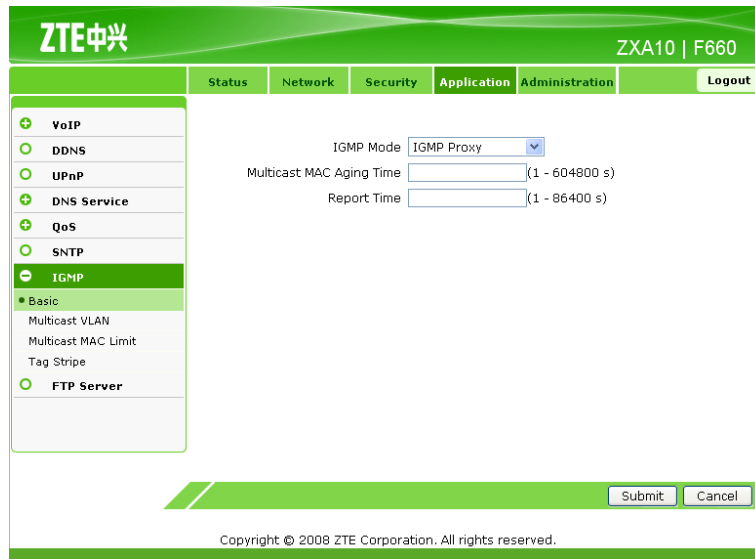 ZTE中兴
ZXA10 | F660
Status Network Security Application Administration Logout
VoIP
DDNS
UPnP
DNS Service
QoS
SNTP
IGMP
Basic
Multicast VLAN
Multicast MAC Limit
Tag Stripe
FTP Server
IGMP Mode IGMP Proxy
Multicast MAC Aging Time (1 - 604800 s)
Report Time (1 - 86400 s)
Submit Cancel
Copyright © 2008 ZTE Corporation. All rights reserved.